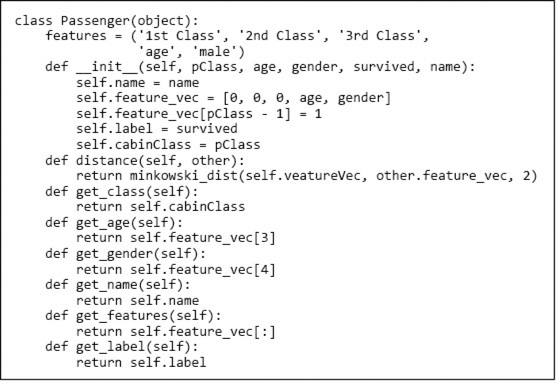 class Passenger(object):
    features = ('1st Class', '2nd Class', '3rd Class',
                'age', 'male')
    def __init__(self, pClass, age, gender, survived, name):
        self.name = name
        self.feature_vec = [0, 0, 0, age, gender]
        self.feature_vec[pClass - 1] = 1
        self.label = survived
        self.cabinClass = pClass
    def distance(self, other):
        return minkowski_dist(self.veatureVec, other.feature_vec, 2)
    def get_class(self):
        return self.cabinClass
    def get_age(self):
        return self.feature_vec[3]
    def get_gender(self):
        return self.feature_vec[4]
    def get_name(self):
        return self.name
    def get_features(self):
        return self.feature_vec[:]
    def get_label(self):
        return self.label